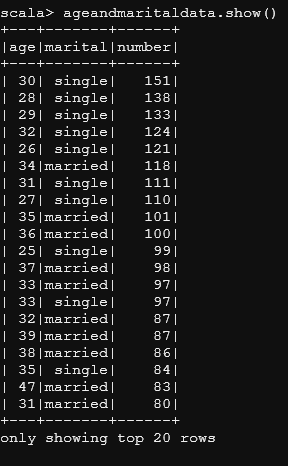 scala> ageandmaritaldata.show()
+---+-------+------+
|age|marital|number|
+---+-------+------+
| 30| single|   151|
| 28| single|   138|
| 29| single|   133|
| 32| single|   124|
| 26| single|   121|
| 34|married|   118|
| 31| single|   111|
| 27| single|   110|
| 35|married|   101|
| 36|married|   100|
| 25| single|    99|
| 37|married|    98|
| 33|married|    97|
| 33| single|    97|
| 32|married|    87|
| 39|married|    87|
| 38|married|    86|
| 35| single|    84|
| 47|married|    83|
| 31|married|    80|
+---+-------+------+
only showing top 20 rows